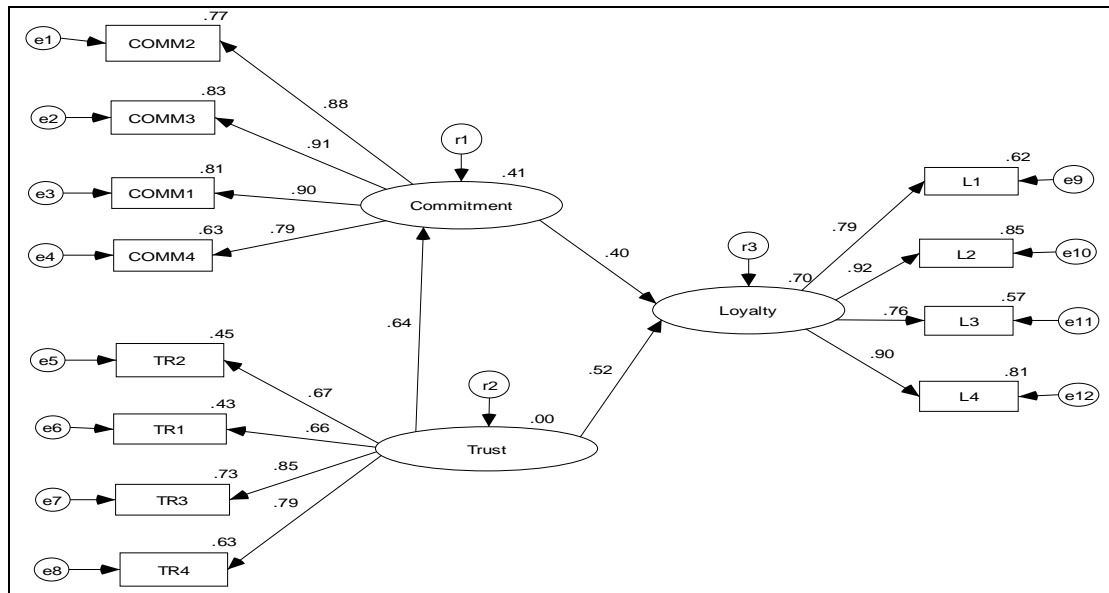 .77
e1
COMM2
.88
.83
e2
COMM3
.91
r1
.81
.41
e3
COMM1
.90
Commitment
.63
.79
e4
COMM4
.62
L1
e9
.79
.85
L2
e10
.92
r3
.70
.40
Loyalty
.57
.76
L3
e11
.90
.81
L4
e12
.64
.52
.45
e5
TR2
.67
r2
.43
e6
TR1
.66
.00
Trust
.73
.85
e7
TR3
.79
.63
e8
TR4